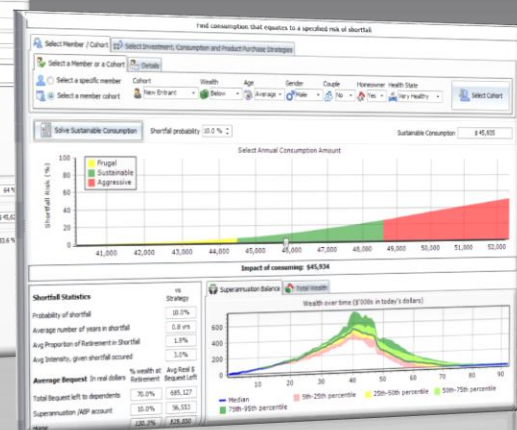 Find consumption that equates to a specified risk of shortfall
Select Member / Cohort Select Investment, Consumption and Product Purchase Strategies
Select a Member or a Cohort Details
Select a specific member Cohort Wealth Age Gender Couple Homeowner Health State
Select a member cohort New Entrant Below Average Male No Yes Very Healthy Select Cohort
Solve Sustainable Consumption Shortfall probability 10.0 % Sustainable Consumption
Select Annual Consumption Amount
Shortfall Risk (%)
100
80
60
40
20
0
Frugal
Sustainable
Aggressive
41,000 42,000 43,000 44,000 45,000 46,000 47,000 48,000 49,000 50,000 51,000 52,000
Impact of consuming: $45,934
Shortfall Statistics vs Strategy
Probability of shortfall 10.0%
Average number of years in shortfall 0.8 yrs
Avg Proportion of Retirement in Shortfall 1.9%
Avg Intensity, given shortfall occured 3.0%
Average Bequest In real dollars % wealth at Retirement Avg Real $ Bequest Left
Total Bequest left to dependents 70.0%
Superannuation /ABP account 10.0%
Superannuation Balance Total Wealth
Wealth over time ($'000s in today's dollars)
600
400
200
0
10 20 30 40 50 60 70 80 90
Median 5th-25th percentile 25th-50th percentile 50th-75th percentile
75th-95th percentile